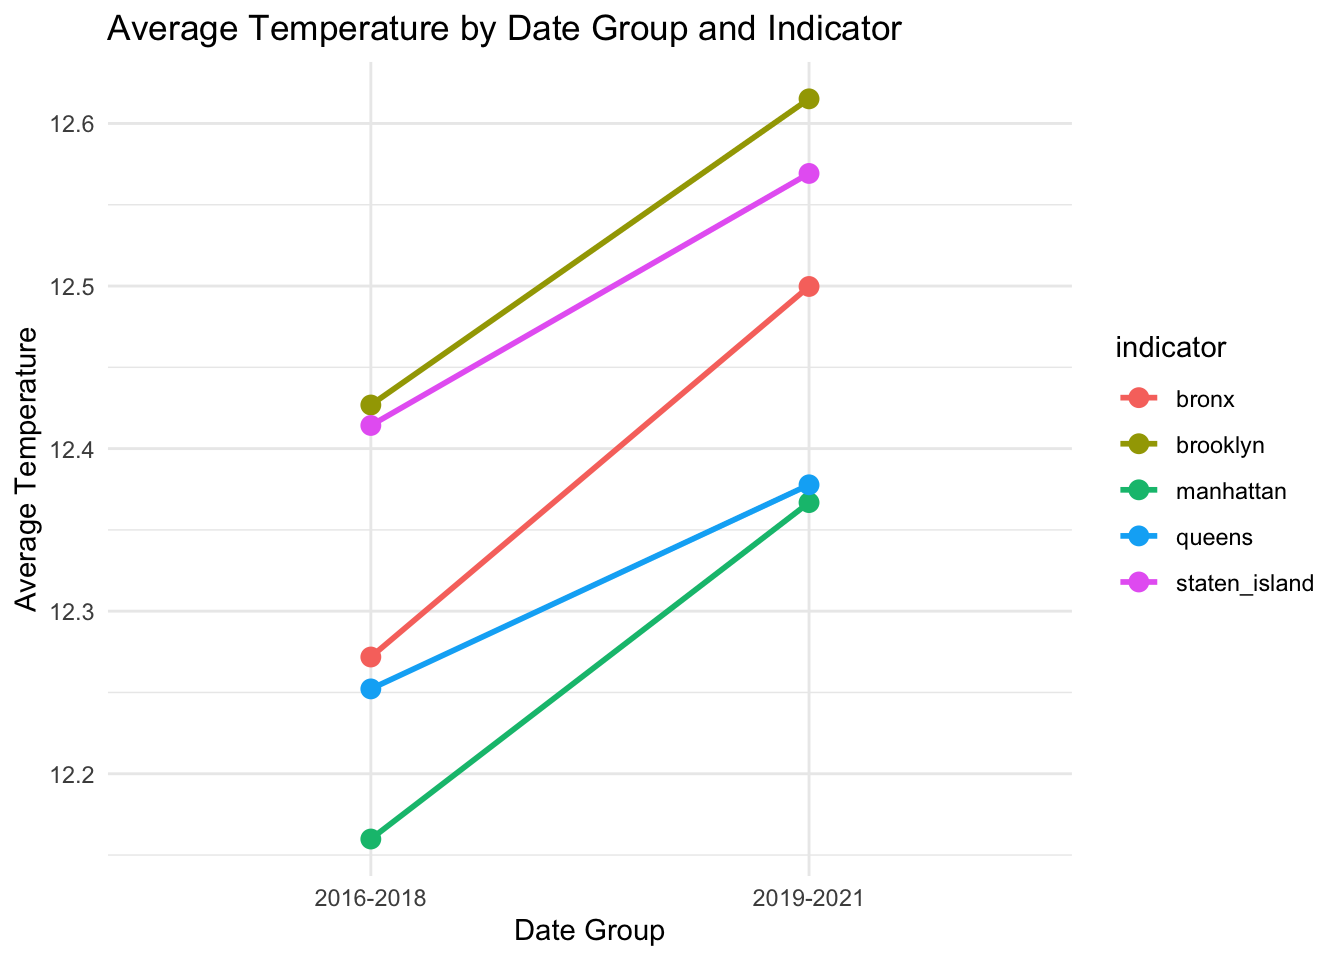 Average Temperature by Date Group and Indicator
Average Temperature
12.6
12.5
12.4
12.3
12.2
2016-2018
2019-2021
Date Group
indicator
bronx
brooklyn
manhattan
queens
staten_island